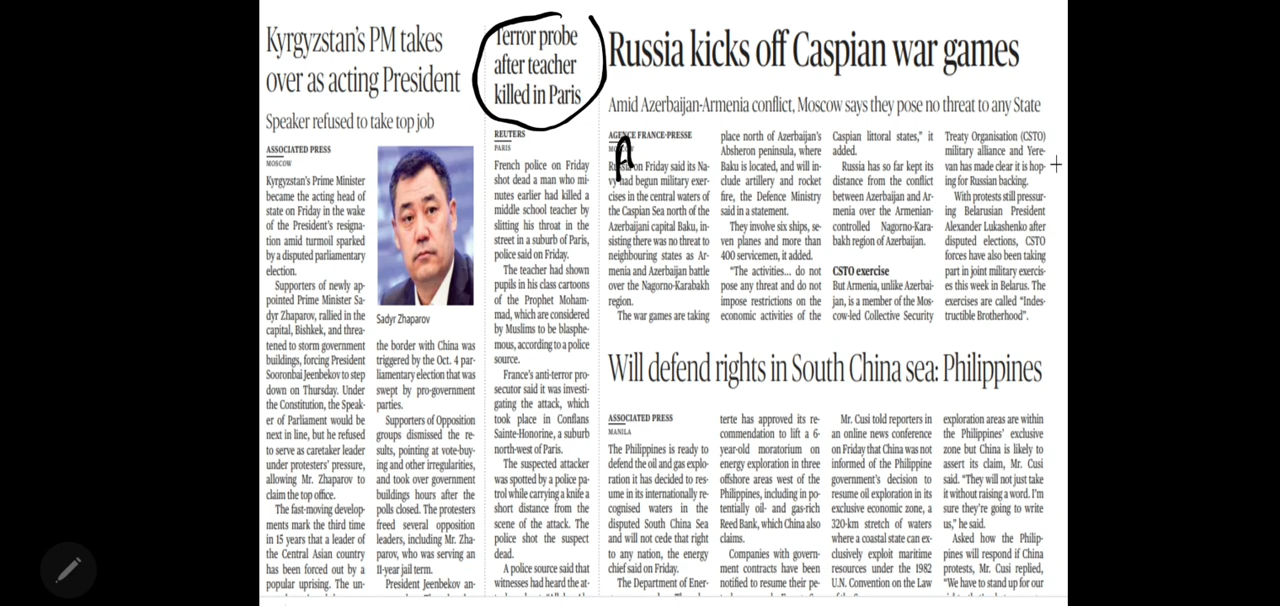 Kyrgyzstan's PM takes
over as acting President
Speaker refused to take top job
ASSOCIATED PRESS
MOSCOW
Kyrgyzstan's Prime Minister
became the acting head of
state on Friday in the wake
of the President's resigna-
tion amid turmoil sparked
by a disputed parliamentary
election.
Supporters of newly ap-
pointed Prime Minister Sa-
dyr Zhaparov, rallied in the
capital, Bishkek, and threa-
tened to storm government
buildings, forcing President
Sooronbai Jeenbekov to step
down on Thursday. Under
the Constitution, the Speak-
er of Parliament would be
next in line, but he refused
to serve as caretaker leader
under protesters' pressure,
allowing Mr. Zhaparov to
claim the top office.
The fast-moving develop-
ments mark the third time
in 15 years that a leader of
the Central Asian country
has been forced out by a
popular uprising. The un-
Sadyr Zhaparov
the border with China was
triggered by the Oct. 4 par-
liamentary election that was
swept by pro-government
parties.
Supporters of Opposition
groups dismissed the re-
sults, pointing at vote-buy-
ing and other irregularities,
and took over government
buildings hours after the
polls closed. The protesters
freed several opposition
leaders, including Mr. Zha-
parov, who was serving an
11-year jail term.
President Jeenbekov an-
Terror probe
after teacher
killed in Paris
REUTERS
PARIS
French police on Friday
shot dead a man who mi-
nutes earlier had killed a
middle school teacher by
slitting his throat in the
street in a suburb of Paris,
police said on Friday.
The teacher had shown
pupils in his class cartoons
of the Prophet Moham-
mad, which are considered
by Muslims to be blasphe-
mous, according to a police
source.
France's anti-terror pro-
secutor said it was investi-
gating the attack, which
took place in Conflans
Sainte-Honorine, a suburb
north-west of Paris.
The suspected attacker
was spotted by a police pa-
trol while carrying a knife a
short distance from the
scene of the attack. The
police shot the suspect
dead.
A police source said that
witnesses had heard the at-
Russia kicks off Caspian war games
Amid Azerbaijan-Armenia conflict, Moscow says they pose no threat to any State
AGENCE FRANCE-PRESSE
MOSCOW
A
Russia on Friday said its Na-
vy had begun military exer-
cises in the central waters of
the Caspian Sea north of the
Azerbaijani capital Baku, in-
sisting there was no threat to
neighbouring states as Ar-
menia and Azerbaijan battle
over the Nagorno-Karabakh
region.
The war games are taking
place north of Azerbaijan's
Absheron peninsula, where
Baku is located, and will in-
clude artillery and rocket
fire, the Defence Ministry
said in a statement.
They involve six ships, se-
ven planes and more than
400 servicemen, it added.
"The activities... do not
pose any threat and do not
impose restrictions on the
economic activities of the
Caspian littoral states," it
added.
Russia has so far kept its
distance from the conflict
between Azerbaijan and Ar-
menia over the Armenian-
controlled Nagorno-Kara-
bakh region of Azerbaijan.
CSTO exercise
But Armenia, unlike Azerbai-
jan, is a member of the Mos-
cow-led Collective Security
Treaty Organisation (CSTO)
military alliance and Yere-
van has made clear it is hop-
ing for Russian backing.
With protests still pressur-
ing Belarusian President
Alexander Lukashenko after
disputed elections, CSTO
forces have also been taking
part in joint military exercis-
es this week in Belarus. The
exercises are called "Indes-
tructible Brotherhood".
Will defend rights in South China sea: Philippines
ASSOCIATED PRESS
MANILA
The Philippines is ready to
defend the oil and gas explo-
ration it has decided to res-
ume in its internationally re-
cognised waters in the
disputed South China Sea
and will not cede that right
to any nation, the energy
chief said on Friday.
The Department of Ener-
terte has approved its re-
commendation to lift a 6-
year-old moratorium on
energy exploration in three
offshore areas west of the
Philippines, including in po-
tentially oil- and gas-rich
Reed Bank, which China also
claims.
Companies with govern-
ment contracts have been
notified to resume their pe-
Mr. Cusi told reporters in
an online news conference
on Friday that China was not
informed of the Philippine
government's decision to
resume oil exploration in its
exclusive economic zone, a
320-km stretch of waters
where a coastal state can ex-
clusively exploit maritime
resources under the 1982
U.N. Convention on the Law
exploration areas are within
the Philippines' exclusive
zone but China is likely to
assert its claim, Mr. Cusi
said. "They will not just take
it without raising a word. I'm
sure they're going to write
us," he said.
Asked how the Philip-
pines will respond if China
protests, Mr. Cusi replied,
"We have to stand up for our